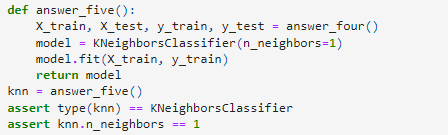 def answer_five():
    X_train, X_test, y_train, y_test = answer_four()
    model = KNeighborsClassifier(n_neighbors=1)
    model.fit(X_train, y_train)
    return model
knn = answer_five()
assert type(knn) == KNeighborsClassifier
assert knn.n_neighbors == 1